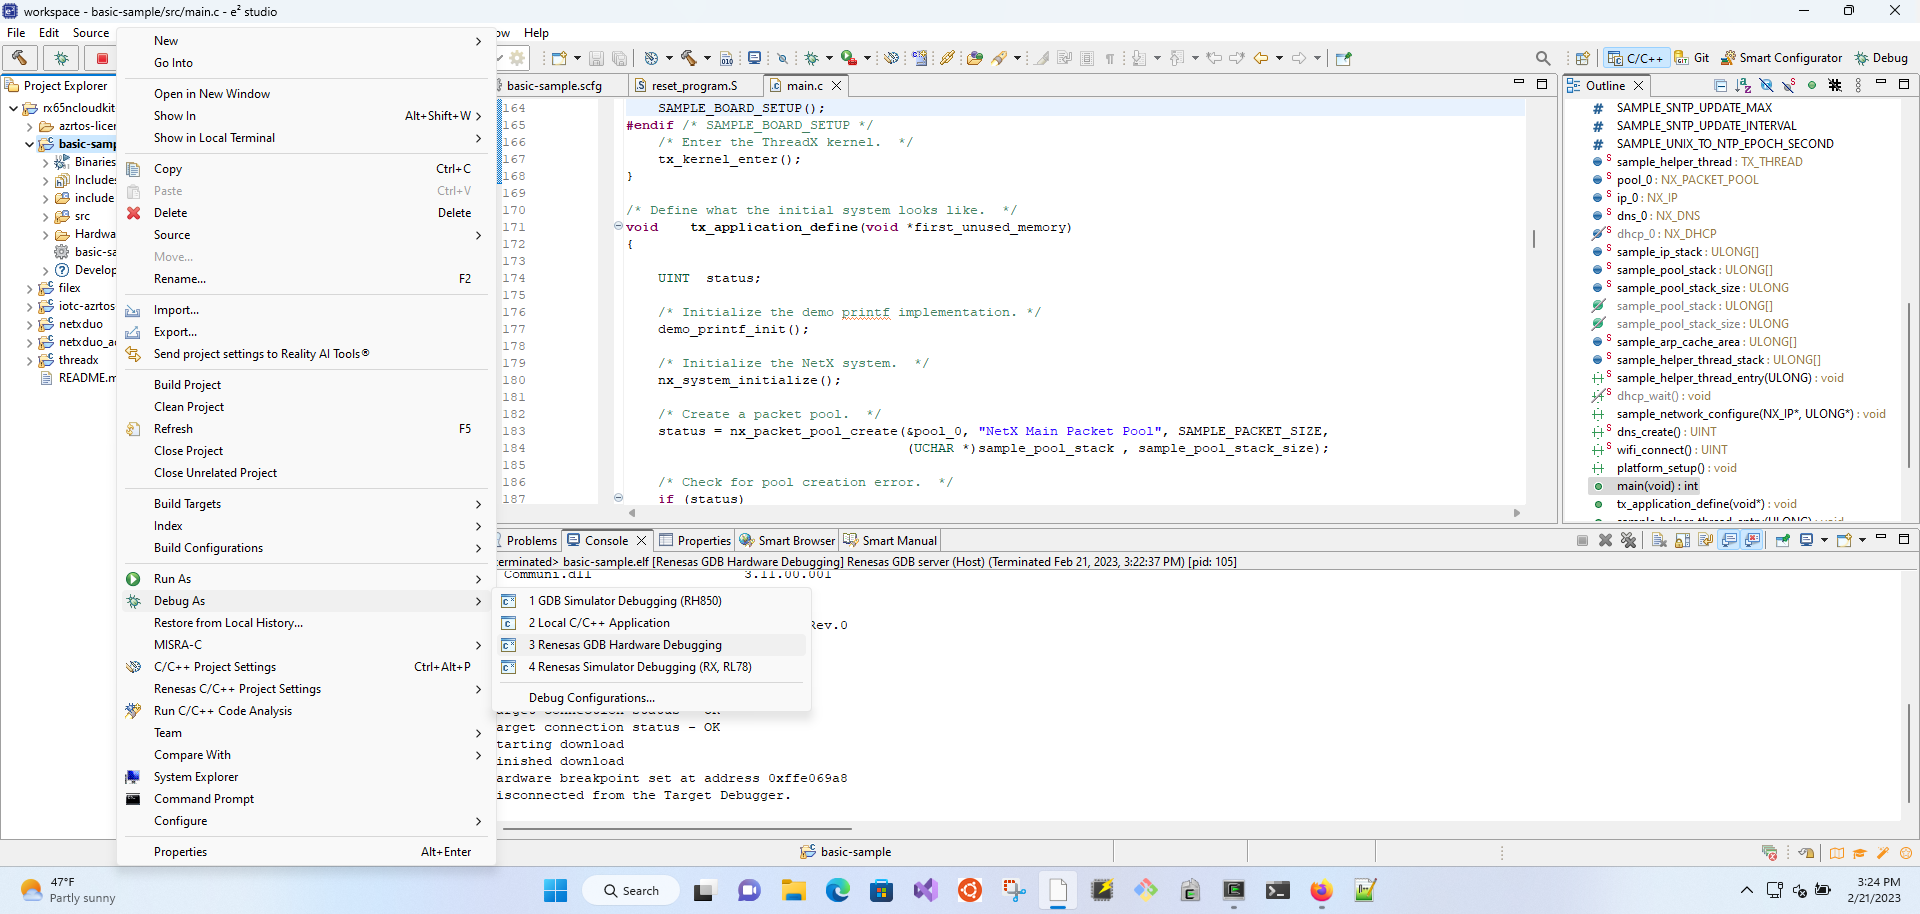 workspace - basic-sample/src/main.c - e² studio
File Edit Source
ow Help
C/C++ Git Smart Configurator Debug
Project Explorer
rx65ncloudkit
azrtos-licen
basic-samp
Binaries
Includes
include
src
Hardwa
basic-sa
Develop
filex
iotc-azrtos
netxduo
netxduo_ad
threadx
README.m
New
Go Into
Open in New Window
Show In Alt+Shift+W
Show in Local Terminal
Copy Ctrl+C
Paste Ctrl+V
Delete Delete
Source
Move...
Rename... F2
Import...
Export...
Send project settings to Reality AI Tools®
Build Project
Clean Project
Refresh F5
Close Project
Close Unrelated Project
Build Targets
Index
Build Configurations
Run As
Debug As
Restore from Local History...
MISRA-C
C/C++ Project Settings Ctrl+Alt+P
Renesas C/C++ Project Settings
Run C/C++ Code Analysis
Team
Compare With
System Explorer
Command Prompt
Configure
Properties Alt+Enter
1 GDB Simulator Debugging (RH850)
2 Local C/C++ Application
3 Renesas GDB Hardware Debugging
4 Renesas Simulator Debugging (RX, RL78)
Debug Configurations...
basic-sample.scfg reset_program.S main.c
164 SAMPLE_BOARD_SETUP();
165 #endif /* SAMPLE_BOARD_SETUP */
166 /* Enter the ThreadX kernel.  */
167 tx_kernel_enter();
168 }
169
170 /* Define what the initial system looks like.  */
171 void    tx_application_define(void *first_unused_memory)
172 {
173
174 UINT  status;
175
176 /* Initialize the demo printf implementation. */
177 demo_printf_init();
178
179 /* Initialize the NetX system.  */
180 nx_system_initialize();
181
182 /* Create a packet pool.  */
183 status = nx_packet_pool_create(&pool_0, "NetX Main Packet Pool", SAMPLE_PACKET_SIZE,
184 (UCHAR *)sample_pool_stack , sample_pool_stack_size);
185
186 /* Check for pool creation error.  */
187 if (status)
Outline
SAMPLE_SNTP_UPDATE_MAX
SAMPLE_SNTP_UPDATE_INTERVAL
SAMPLE_UNIX_TO_NTP_EPOCH_SECOND
sample_helper_thread : TX_THREAD
pool_0 : NX_PACKET_POOL
ip_0 : NX_IP
dns_0 : NX_DNS
dhcp_0 : NX_DHCP
sample_ip_stack : ULONG[]
sample_pool_stack : ULONG[]
sample_pool_stack_size : ULONG
sample_pool_stack : ULONG[]
sample_pool_stack_size : ULONG
sample_arp_cache_area : ULONG[]
sample_helper_thread_stack : ULONG[]
sample_helper_thread_entry(ULONG) : void
dhcp_wait() : void
sample_network_configure(NX_IP*, ULONG*) : void
dns_create() : UINT
wifi_connect() : UINT
platform_setup() : void
main(void) : int
tx_application_define(void*) : void
sample_helper_thread_entry(ULONG) : void
Problems Console Properties Smart Browser Smart Manual
erminated> basic-sample.elf [Renesas GDB Hardware Debugging] Renesas GDB server (Host) (Terminated Feb 21, 2023, 3:22:37 PM) [pid: 105]
Communi.dll 3.11.00.001
Rev.0
arget connection status - OK
arget connection status - OK
tarting download
inished download
ardware breakpoint set at address 0xffe069a8
isconnected from the Target Debugger.
basic-sample
47°F
Partly sunny
Search
3:24 PM
2/21/2023